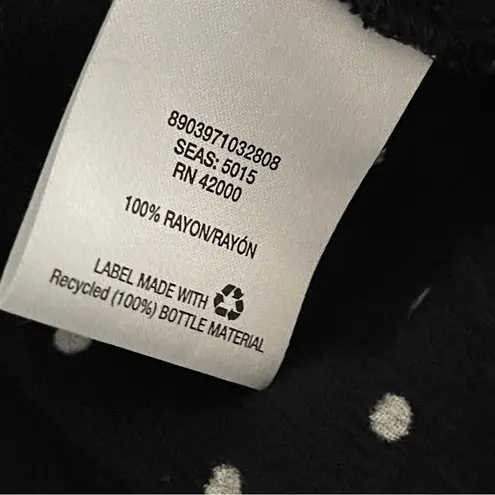 8903971032808
SEAS: 5015
RN 42000
100% RAYON/RAYÓN
LABEL MADE WITH
Recycled (100%) BOTTLE MATERIAL